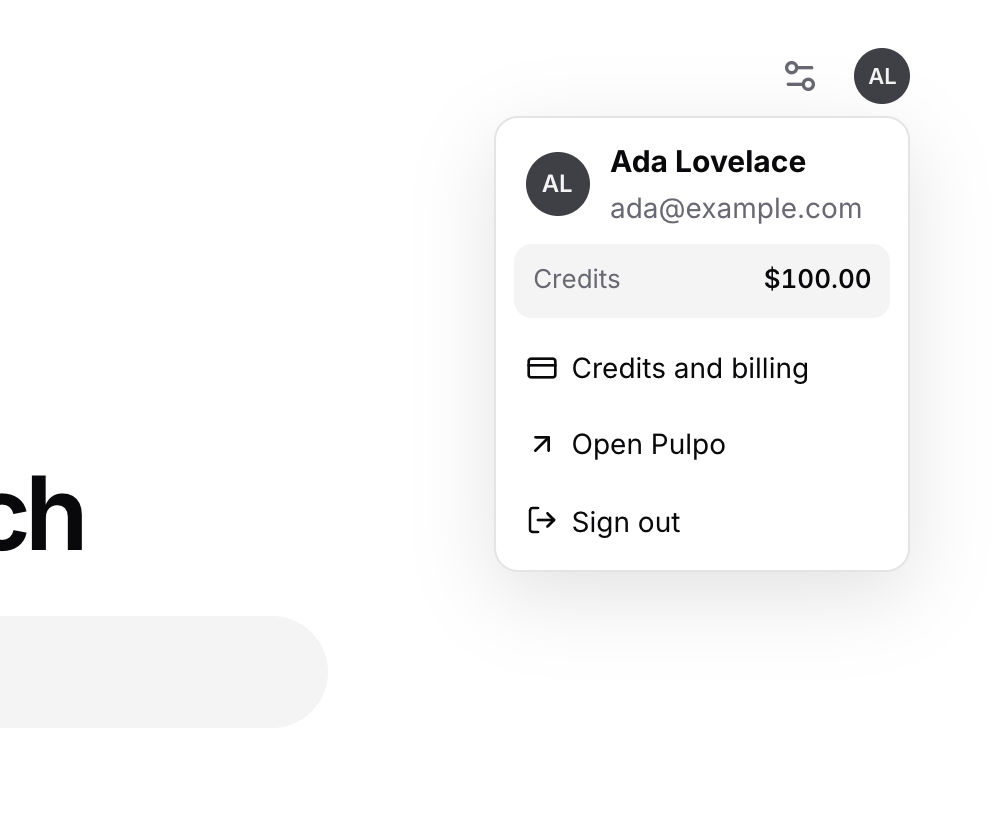 AL
AL
Ada Lovelace
ada@example.com
Credits $100.00
Credits and billing
Open Pulpo
Sign out
ch